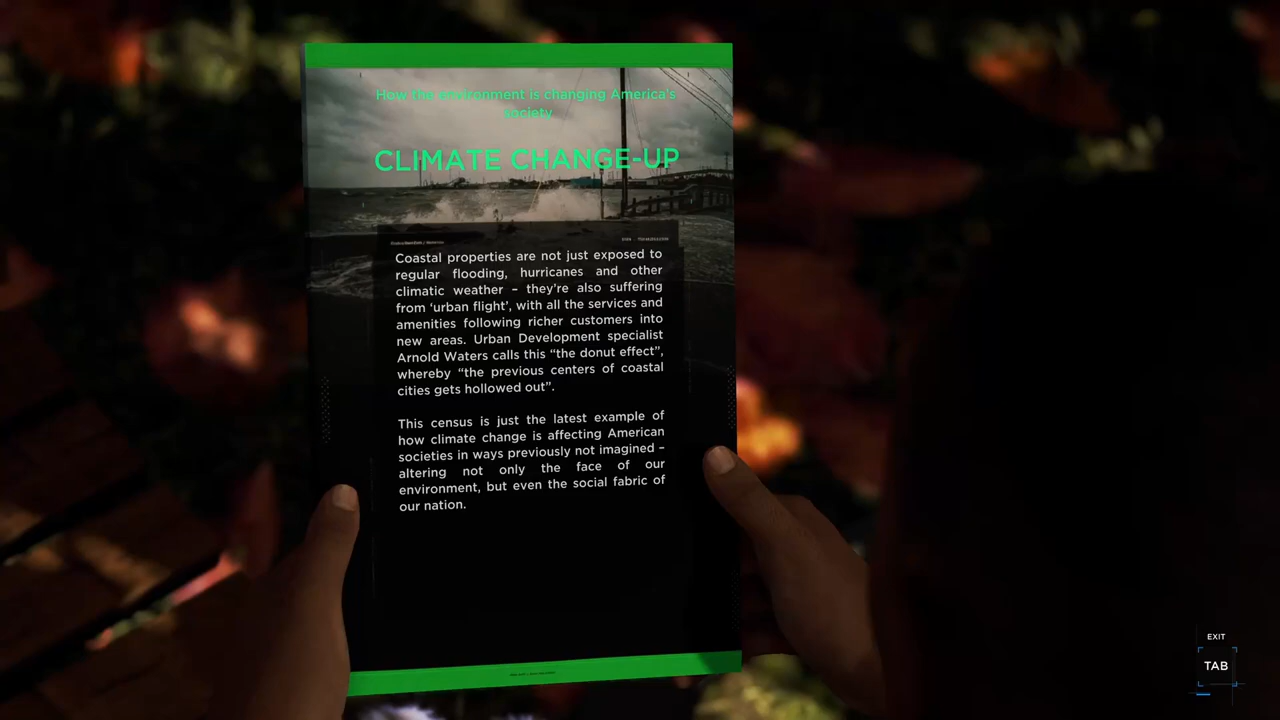 How the environment is changing America's
society
CLIMATE CHANGE-UP
Coastal properties are not just exposed to
regular flooding, hurricanes and other
climatic weather – they're also suffering
from ‘urban flight’, with all the services and
amenities following richer customers into
new areas. Urban Development specialist
Arnold Waters calls this “the donut effect”,
whereby “the previous centers of coastal
cities gets hollowed out”.
This census is just the latest example of
how climate change is affecting American
societies in ways previously not imagined –
altering not only the face of our
environment, but even the social fabric of
our nation.
EXIT
TAB